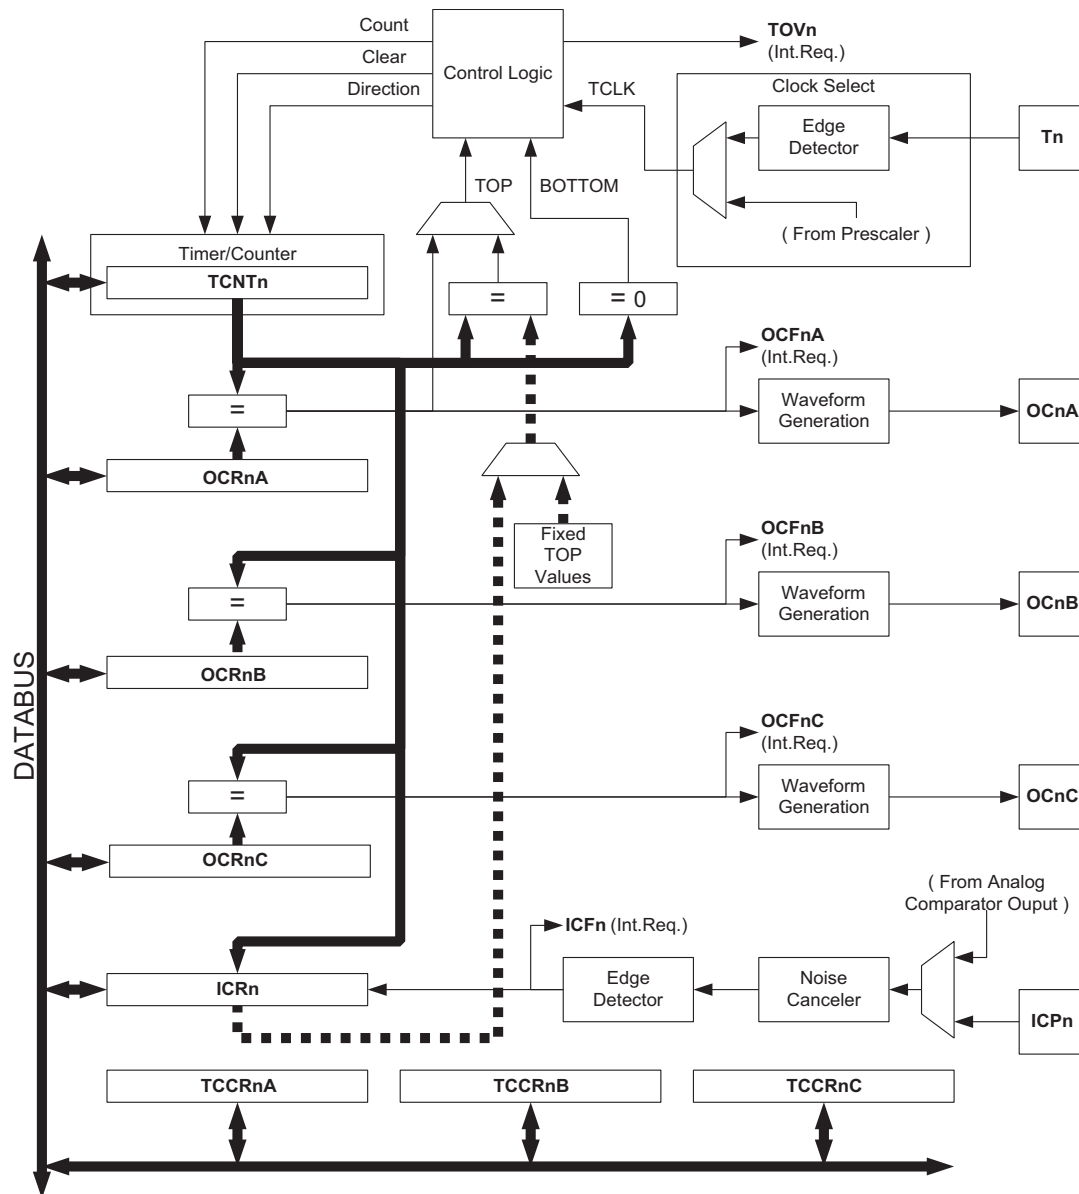 Count
Clear
Direction
Control Logic
TOVn
(Int.Req.)
TCLK
Clock Select
Edge
Detector
Tn
( From Prescaler )
TOP
BOTTOM
Timer/Counter
TCNTn
=
= 0
OCFnA
(Int.Req.)
=
Waveform
Generation
OCnA
OCRnA
Fixed
TOP
Values
OCFnB
(Int.Req.)
=
Waveform
Generation
OCnB
OCRnB
DATABUS
OCFnC
(Int.Req.)
=
Waveform
Generation
OCnC
OCRnC
( From Analog
Comparator Ouput )
ICFn (Int.Req.)
ICRn
Edge
Detector
Noise
Canceler
ICPn
TCCRnA
TCCRnB
TCCRnC